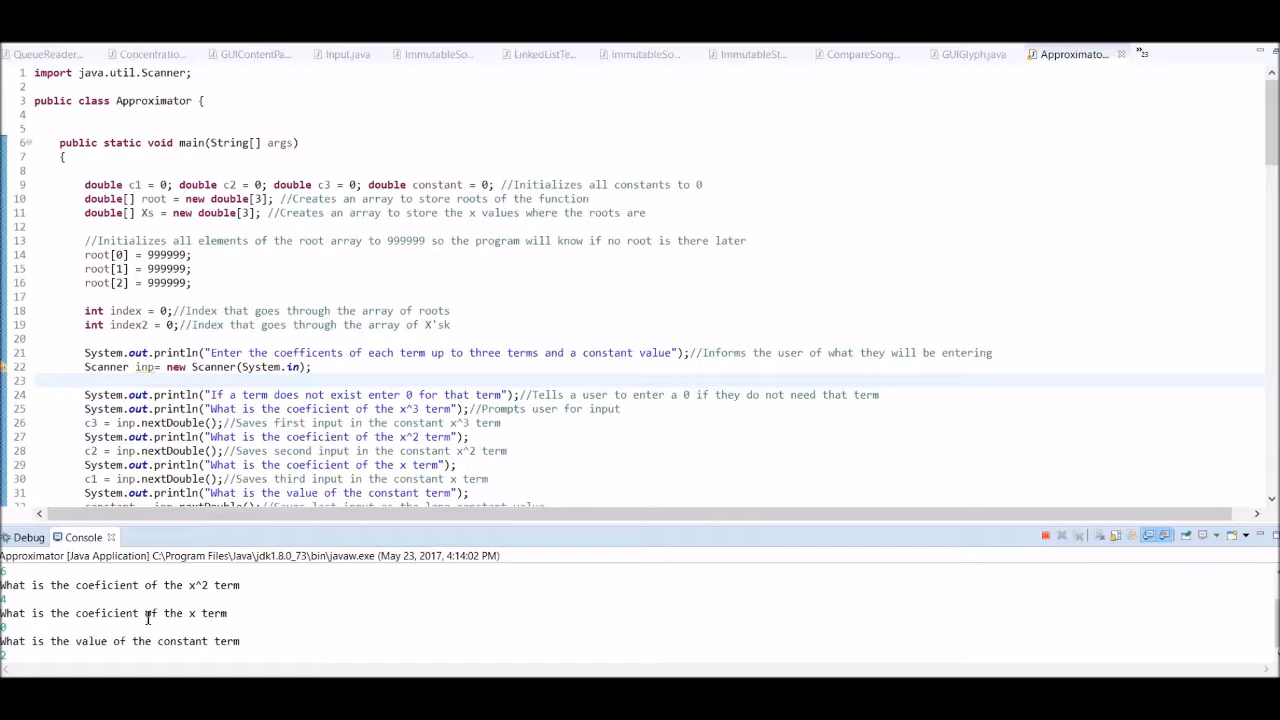 QueueReader... Concentratio... GUIContentPa... Input.java ImmutableSo... LinkedListTe... ImmutableSo... ImmutableSt... CompareSong... GUIGlyph.java Approximato... »23
1 import java.util.Scanner;
2
3 public class Approximator {
4
5
6 public static void main(String[] args)
7 {
8
9 double c1 = 0; double c2 = 0; double c3 = 0; double constant = 0; //Initializes all constants to 0
10 double[] root = new double[3]; //Creates an array to store roots of the function
11 double[] Xs = new double[3]; //Creates an array to store the x values where the roots are
12
13 //Initializes all elements of the root array to 999999 so the program will know if no root is there later
14 root[0] = 999999;
15 root[1] = 999999;
16 root[2] = 999999;
17
18 int index = 0;//Index that goes through the array of roots
19 int index2 = 0;//Index that goes through the array of X'sk
20
21 System.out.println("Enter the coefficents of each term up to three terms and a constant value");//Informs the user of what they will be entering
22 Scanner inp= new Scanner(System.in);
23
24 System.out.println("If a term does not exist enter 0 for that term");//Tells a user to enter a 0 if they do not need that term
25 System.out.println("What is the coeficient of the x^3 term");//Prompts user for input
26 c3 = inp.nextDouble();//Saves first input in the constant x^3 term
27 System.out.println("What is the coeficient of the x^2 term");
28 c2 = inp.nextDouble();//Saves second input in the constant x^2 term
29 System.out.println("What is the coeficient of the x term");
30 c1 = inp.nextDouble();//Saves third input in the constant x term
31 System.out.println("What is the value of the constant term");
Debug Console
Approximator [Java Application] C:\Program Files\Java\jdk1.8.0_73\bin\javaw.exe (May 23, 2017, 4:14:02 PM)
6
What is the coeficient of the x^2 term
4
What is the coeficient of the x term
0
What is the value of the constant term
2